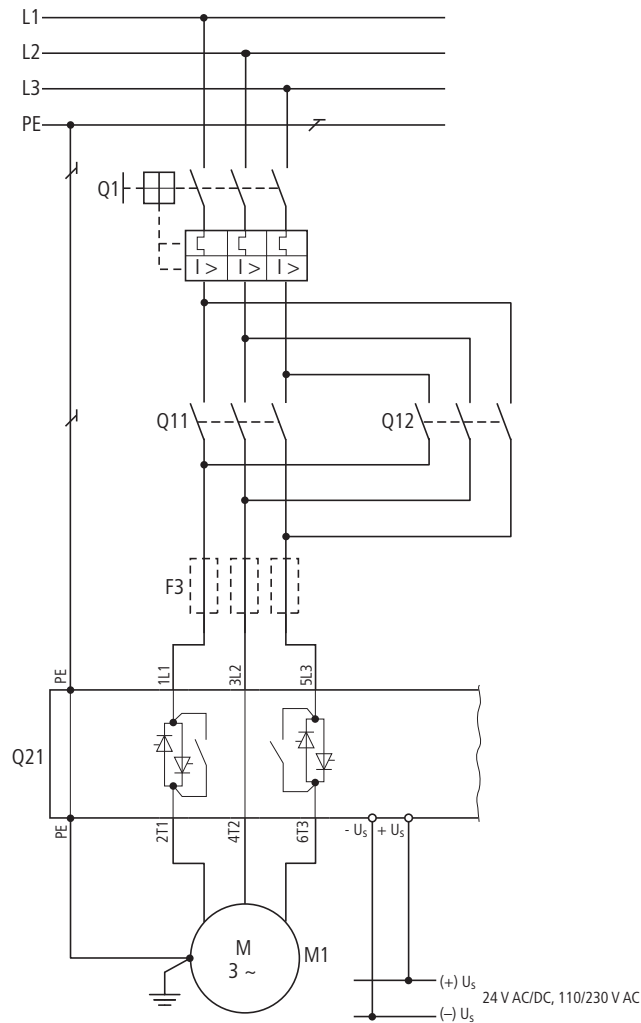 L1
L2
L3
PE
Q1
I > I > I >
Q11 Q12
F3
PE 1L1 3L2 5L3
Q21
PE 2T1 4T2 6T3 - Us + Us
M
3 ~
M1
(+) Us
24 V AC/DC, 110/230 V AC
(–) Us